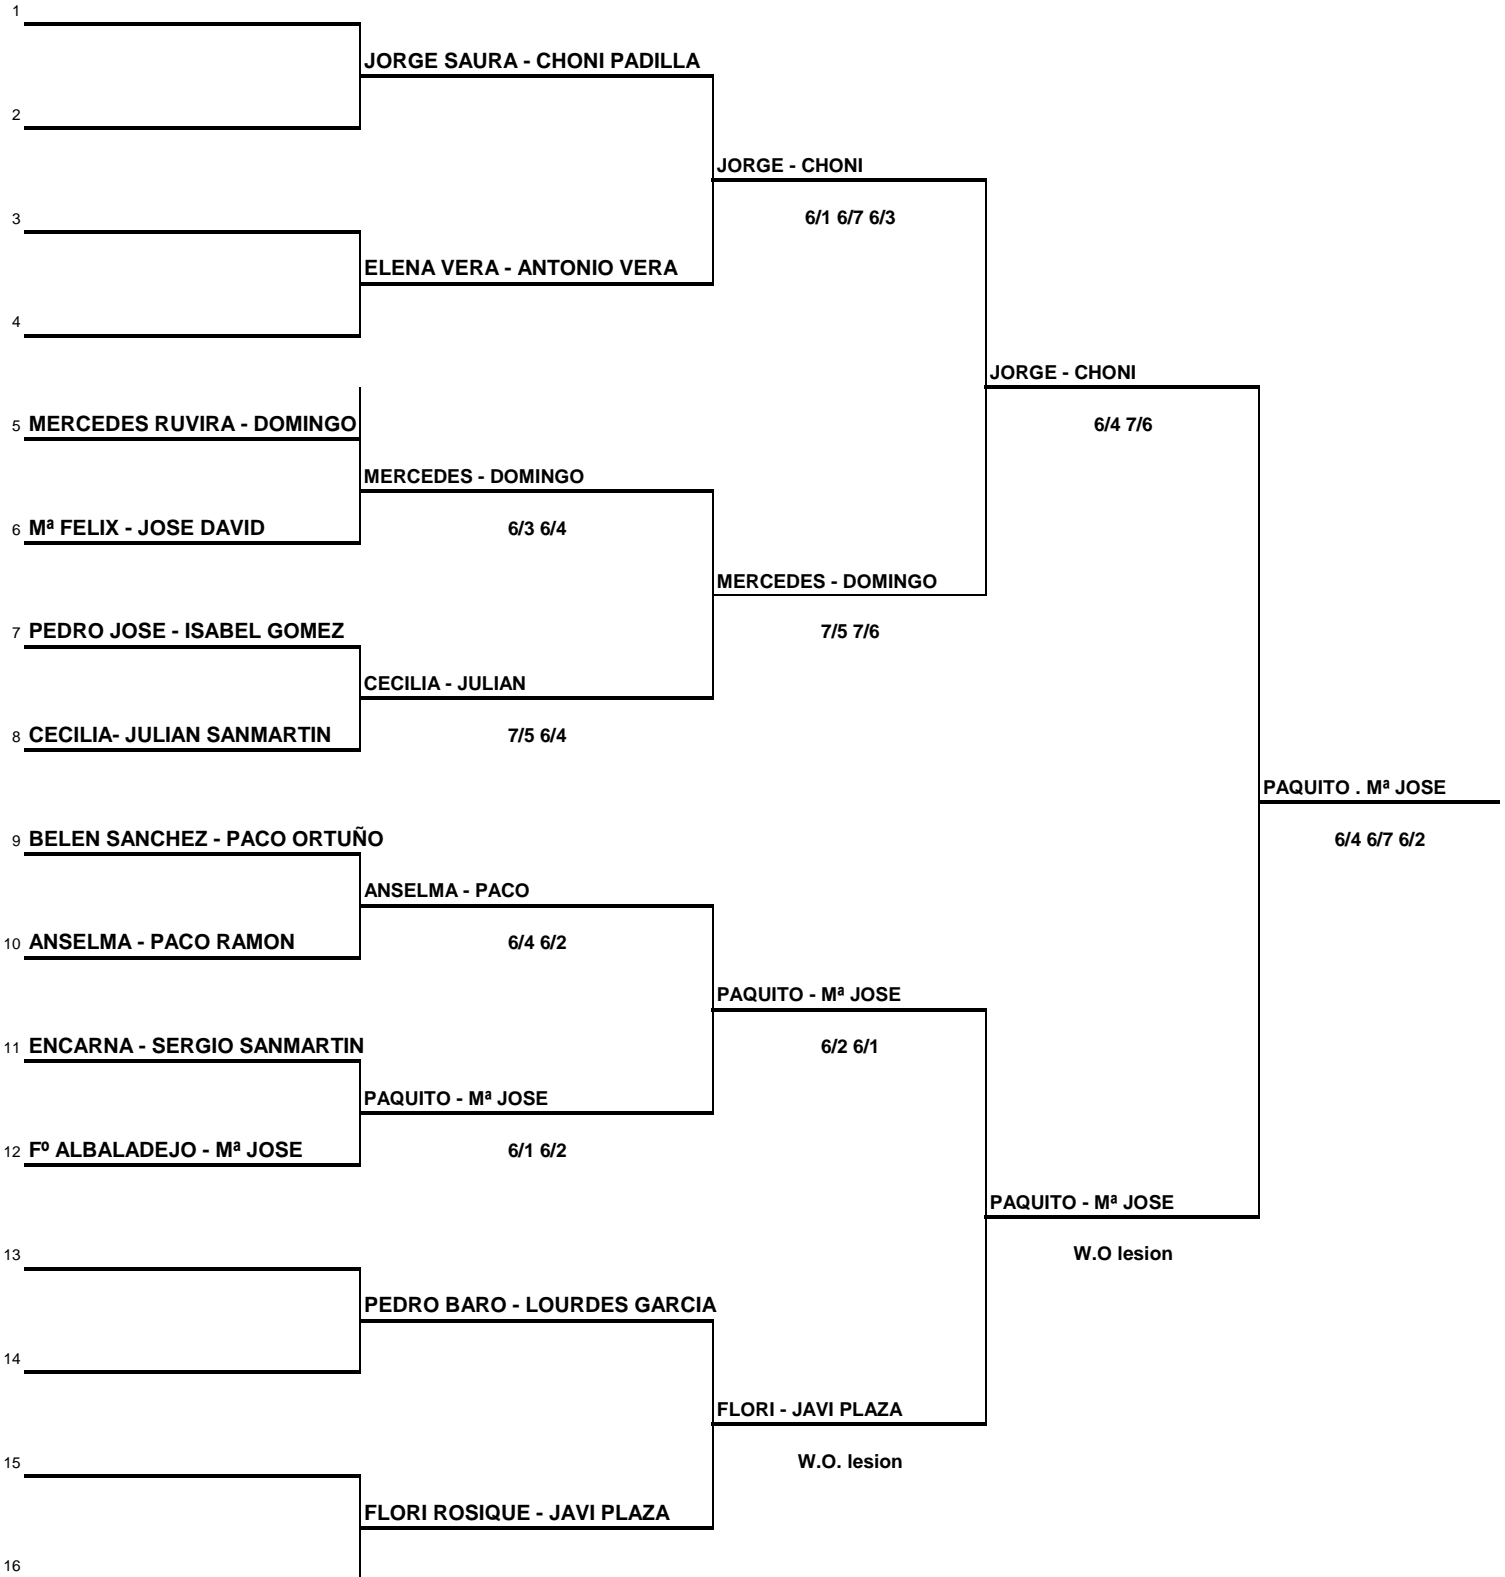 1
JORGE SAURA - CHONI PADILLA
2
JORGE - CHONI
3
6/1 6/7 6/3
ELENA VERA - ANTONIO VERA
4
JORGE - CHONI
5 MERCEDES RUVIRA - DOMINGO
6/4 7/6
MERCEDES - DOMINGO
6 Mª FELIX - JOSE DAVID
6/3 6/4
MERCEDES - DOMINGO
7 PEDRO JOSE - ISABEL GOMEZ
7/5 7/6
CECILIA - JULIAN
8 CECILIA- JULIAN SANMARTIN
7/5 6/4
PAQUITO . Mª JOSE
9 BELEN SANCHEZ - PACO ORTUÑO
6/4 6/7 6/2
ANSELMA - PACO
10 ANSELMA - PACO RAMON
6/4 6/2
PAQUITO - Mª JOSE
11 ENCARNA - SERGIO SANMARTIN
6/2 6/1
PAQUITO - Mª JOSE
12 Fº ALBALADEJO - Mª JOSE
6/1 6/2
PAQUITO - Mª JOSE
13
W.O lesion
PEDRO BARO - LOURDES GARCIA
14
FLORI - JAVI PLAZA
15
W.O. lesion
FLORI ROSIQUE - JAVI PLAZA
16